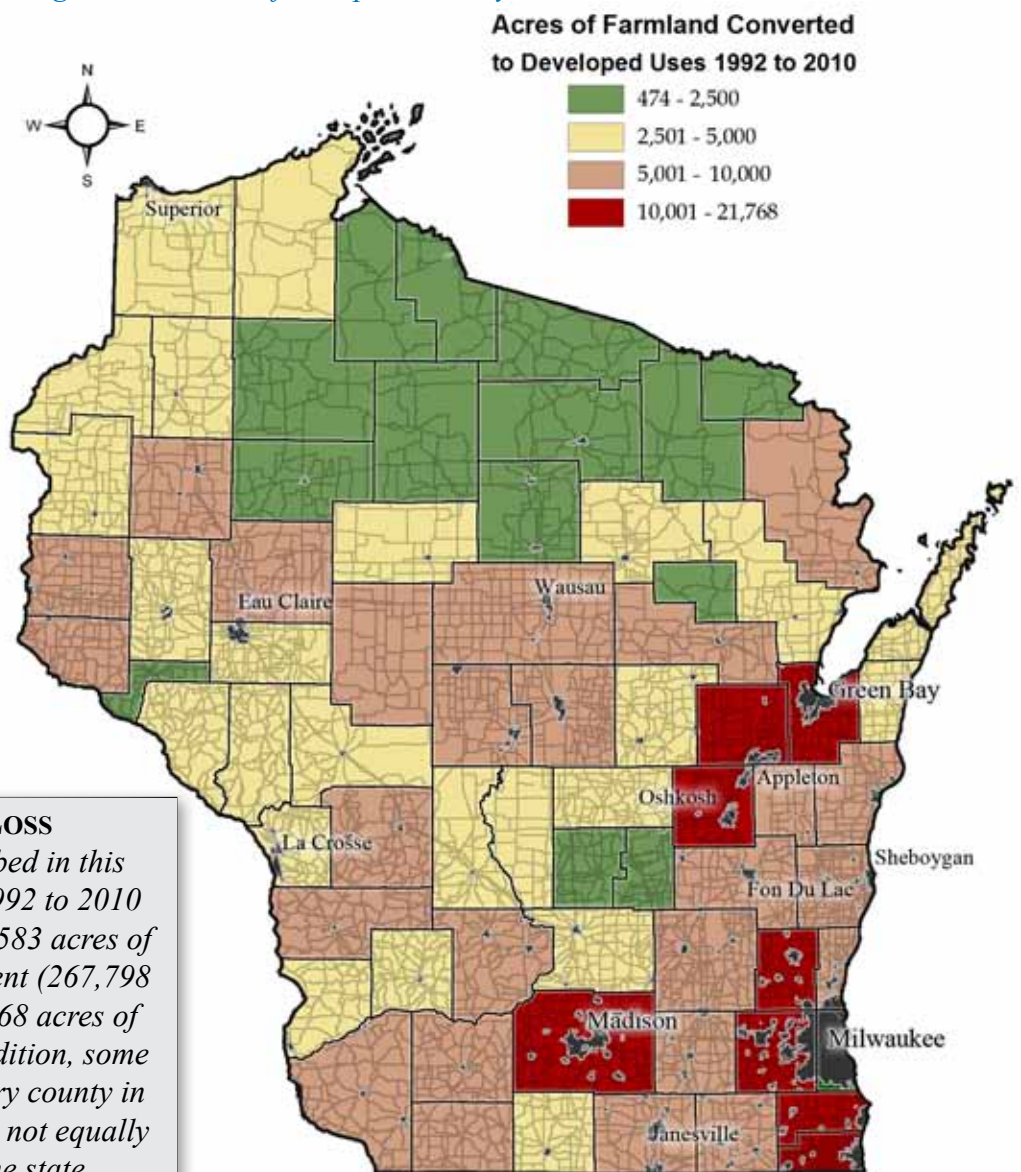 Acres of Farmland Converted
to Developed Uses 1992 to 2010
474 - 2,500
2,501 - 5,000
5,001 - 10,000
10,001 - 21,768
N
W E
S
Superior
Eau Claire
Wausau
Green Bay
Appleton
Oshkosh
La Crosse
Sheboygan
Fon Du Lac
Madison
Milwaukee
Janesville
LOSS
bed in this
992 to 2010
583 acres of
ent (267,798
68 acres of
dition, some
ry county in
not equally
e state